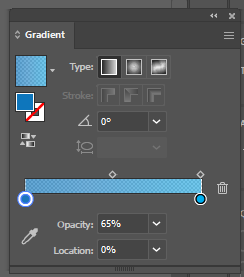 Gradient
Type:
Stroke:
0°
Opacity: 65%
Location: 0%